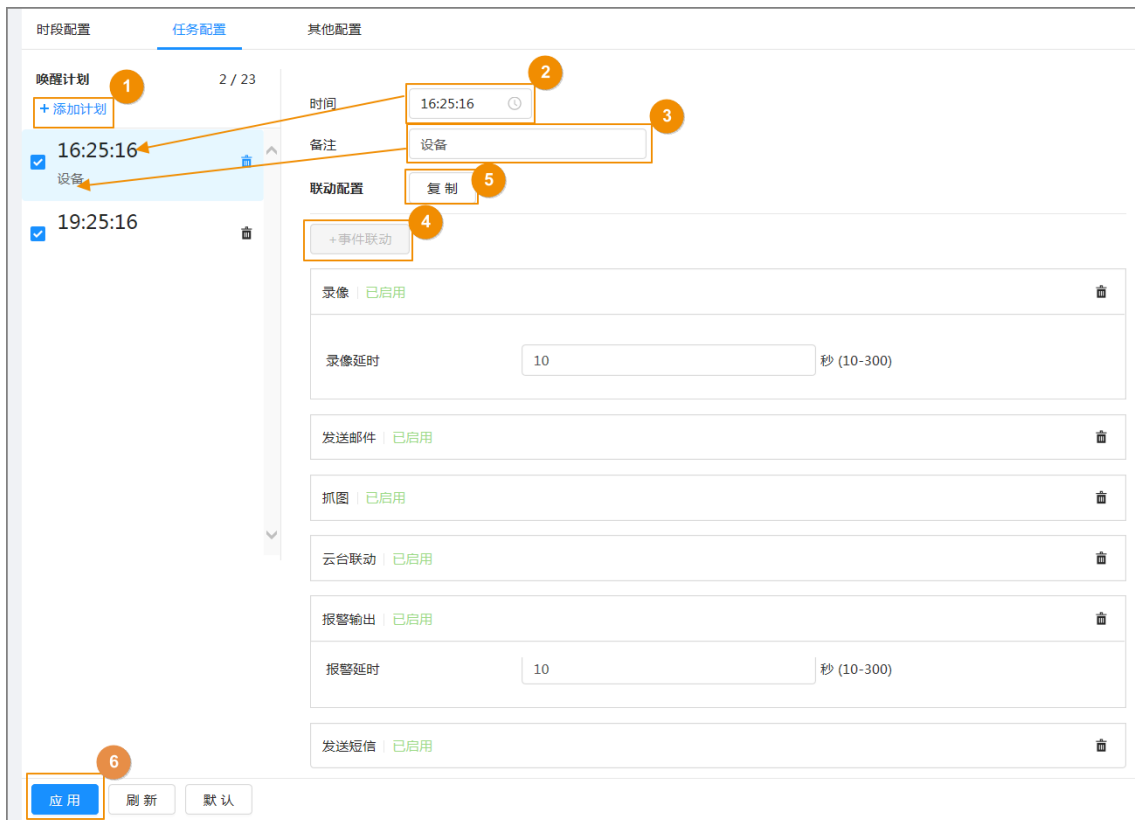 时段配置 任务配置 其他配置
唤醒计划 2 / 23
1
+ 添加计划
16:25:16
设备
19:25:16
2
时间 16:25:16
3
备注 设备
5
联动配置 复 制
4
+事件联动
录像 已启用
录像延时 10 秒 (10-300)
发送邮件 已启用
抓图 已启用
云台联动 已启用
报警输出 已启用
报警延时 10 秒 (10-300)
发送短信 已启用
6
应 用 刷 新 默 认